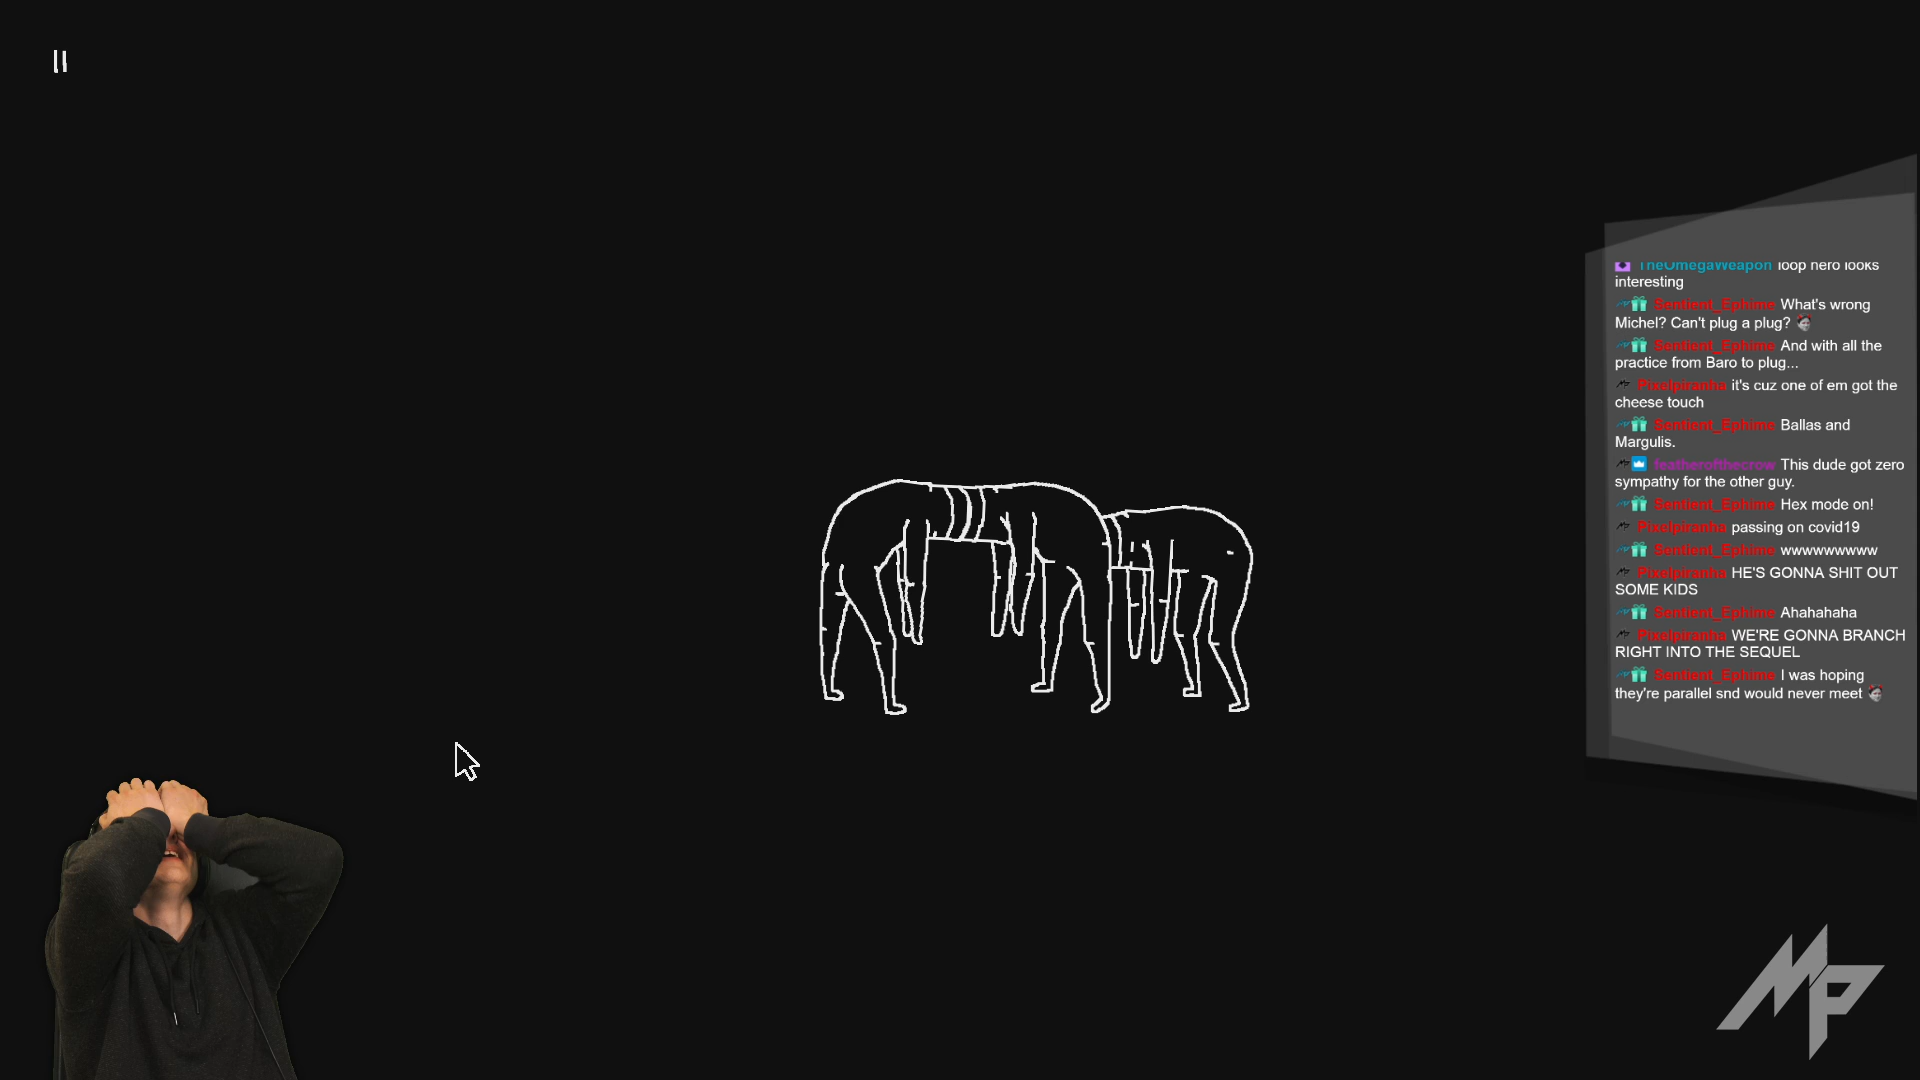 TheOmegaWeapon loop hero looks
interesting
Sentient_Ephime What's wrong
Michel? Can't plug a plug?
Sentient_Ephime And with all the
practice from Baro to plug...
Pixelpiranha it's cuz one of em got the
cheese touch
Sentient_Ephime Ballas and
Margulis.
featherofthecrow This dude got zero
sympathy for the other guy.
Sentient_Ephime Hex mode on!
Pixelpiranha passing on covid19
Sentient_Ephime wwwwwwwww
Pixelpiranha HE'S GONNA SHIT OUT
SOME KIDS
Sentient_Ephime Ahahahaha
Pixelpiranha WE'RE GONNA BRANCH
RIGHT INTO THE SEQUEL
Sentient_Ephime I was hoping
they're parallel snd would never meet
MP